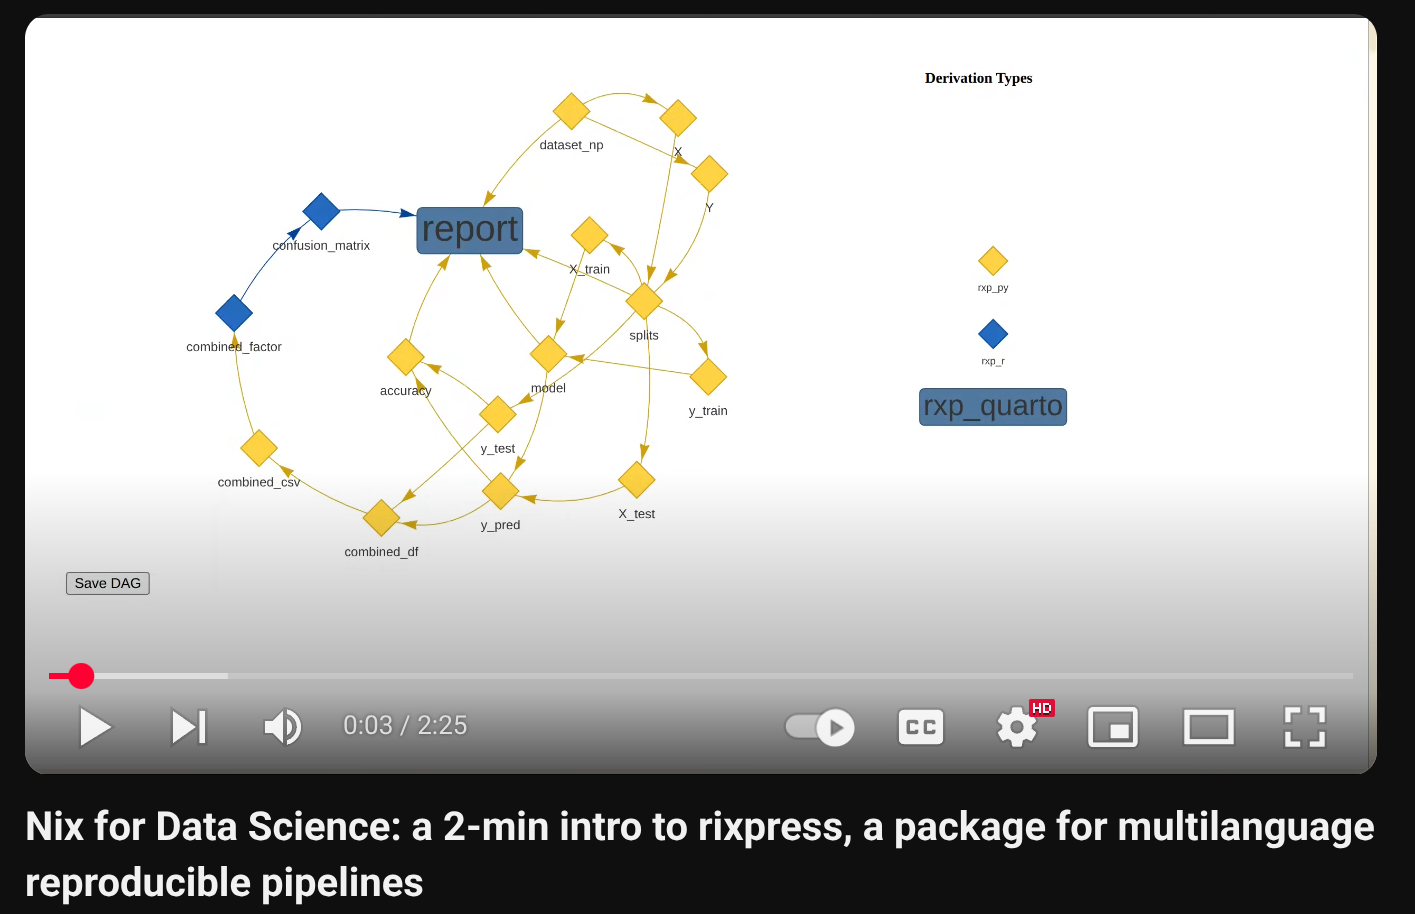 Derivation Types
dataset_np
X
Y
confusion_matrix
report
X_train
rxp_py
splits
combined_factor
rxp_r
accuracy
model
rxp_quarto
y_train
y_test
combined_csv
X_test
y_pred
combined_df
Save DAG
0:03 / 2:25
CC
HD
Nix for Data Science: a 2-min intro to rixpress, a package for multilanguage
reproducible pipelines